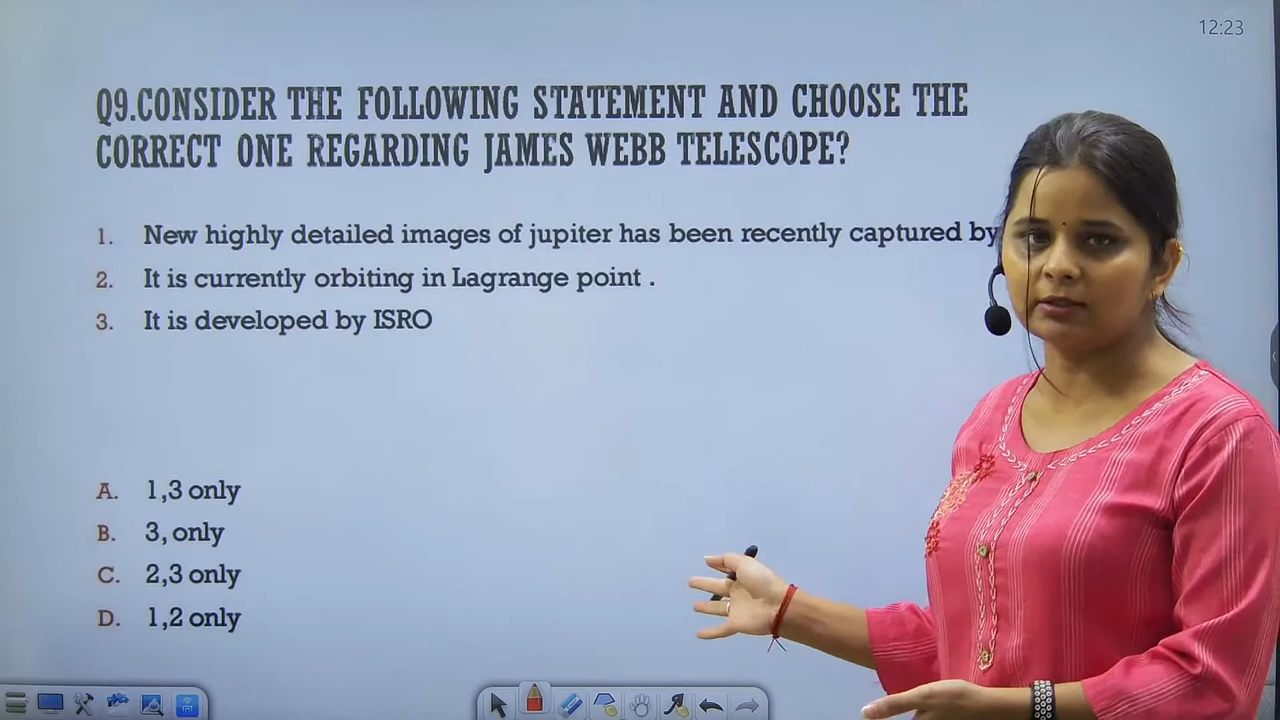 12:23
Q9.CONSIDER THE FOLLOWING STATEMENT AND CHOOSE THE
CORRECT ONE REGARDING JAMES WEBB TELESCOPE?
1. New highly detailed images of jupiter has been recently captured by
2. It is currently orbiting in Lagrange point .
3. It is developed by ISRO
A. 1,3 only
B. 3, only
C. 2,3 only
D. 1,2 only